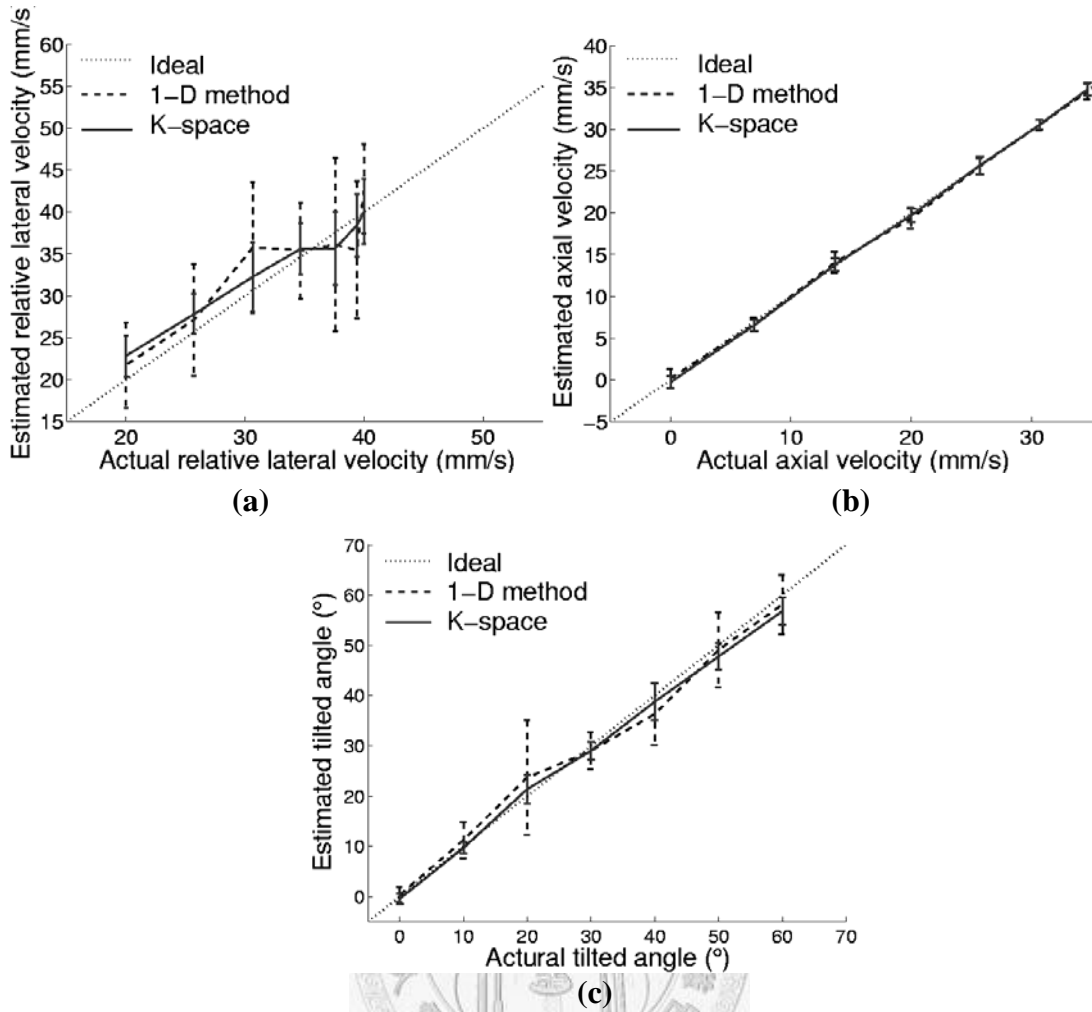 Estimated relative lateral velocity (mm/s)
60
55
50
45
40
35
30
25
20
15
Ideal
1−D method
K−space
20
30
40
50
Actual relative lateral velocity (mm/s)
(a)
Estimated axial velocity (mm/s)
40
35
30
25
20
15
10
5
0
−5
Ideal
1−D method
K−space
0
10
20
30
Actual axial velocity (mm/s)
(b)
Estimated tilted angle (°)
70
60
50
40
30
20
10
0
Ideal
1−D method
K−space
0
10
20
30
40
50
60
70
Actural tilted angle (°)
(c)